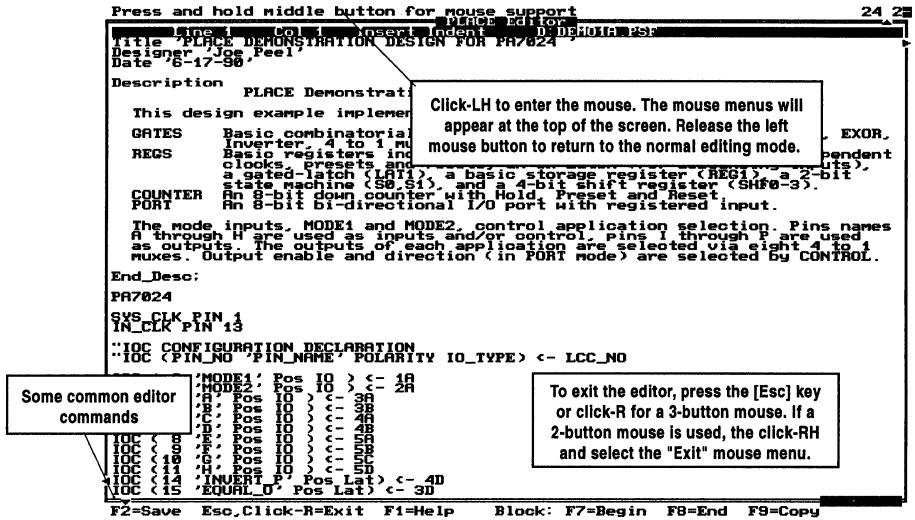 Press and hold middle button for mouse support 24 2
PLACE Editor
Line 1 Col 1 Insert Indent D:DEMO1A.PSF
Title 'PLACE DEMONSTRATION DESIGN FOR PA7024 '
Designer 'Joe Peel'
Date '6-17-90'
Description
PLACE Demonstrati
This design example implemen
Click-LH to enter the mouse. The mouse menus will
appear at the top of the screen. Release the left
mouse button to return to the normal editing mode.
GATES Basic combinatorial , EXOR,
Inverter, 4 to 1 mu
REGS Basic registers ind pendent
clocks, presets and uts),
a gated-latch (LAT1), a basic storage register (REG1), a 2-bit
state machine (S0,S1), and a 4-bit shift register (SHF0-3).
COUNTER An 8-bit down counter with Hold, Preset and Reset.
PORT An 8-bit bi-directional I/O port with registered input.
The mode inputs, MODE1 and MODE2, control application selection. Pins names
A through H are used as inputs and/or control, pins I through P are used
as outputs. The outputs of each application are selected via eight 4 to 1
muxes. Output enable and direction (in PORT mode) are selected by CONTROL.
End_Desc;
PA7024
SYS_CLK PIN 1
IN_CLK PIN 13
"IOC CONFIGURATION DECLARATION
"IOC (PIN_NO 'PIN_NAME' POLARITY IO_TYPE) <- LCC_NO
'MODE1' Pos IO ) <- 1A
'MODE2' Pos IO ) <- 2A
'A' Pos IO ) <- 3A
'B' Pos IO ) <- 3B
'C' Pos IO ) <- 4A
'D' Pos IO ) <- 4B
IOC ( 8 'E' Pos IO ) <- 5A
IOC ( 9 'F' Pos IO ) <- 5B
IOC (10 'G' Pos IO ) <- 5C
IOC (11 'H' Pos IO ) <- 5D
IOC (14 'INVERT_P' Pos Lat) <- 4D
IOC (15 'EQUAL_O' Pos Lat) <- 3D
Some common editor
commands
To exit the editor, press the [Esc] key
or click-R for a 3-button mouse. If a
2-button mouse is used, the click-RH
and select the "Exit" mouse menu.
F2=Save Esc,Click-R=Exit F1=Help Block: F7=Begin F8=End F9=Copy